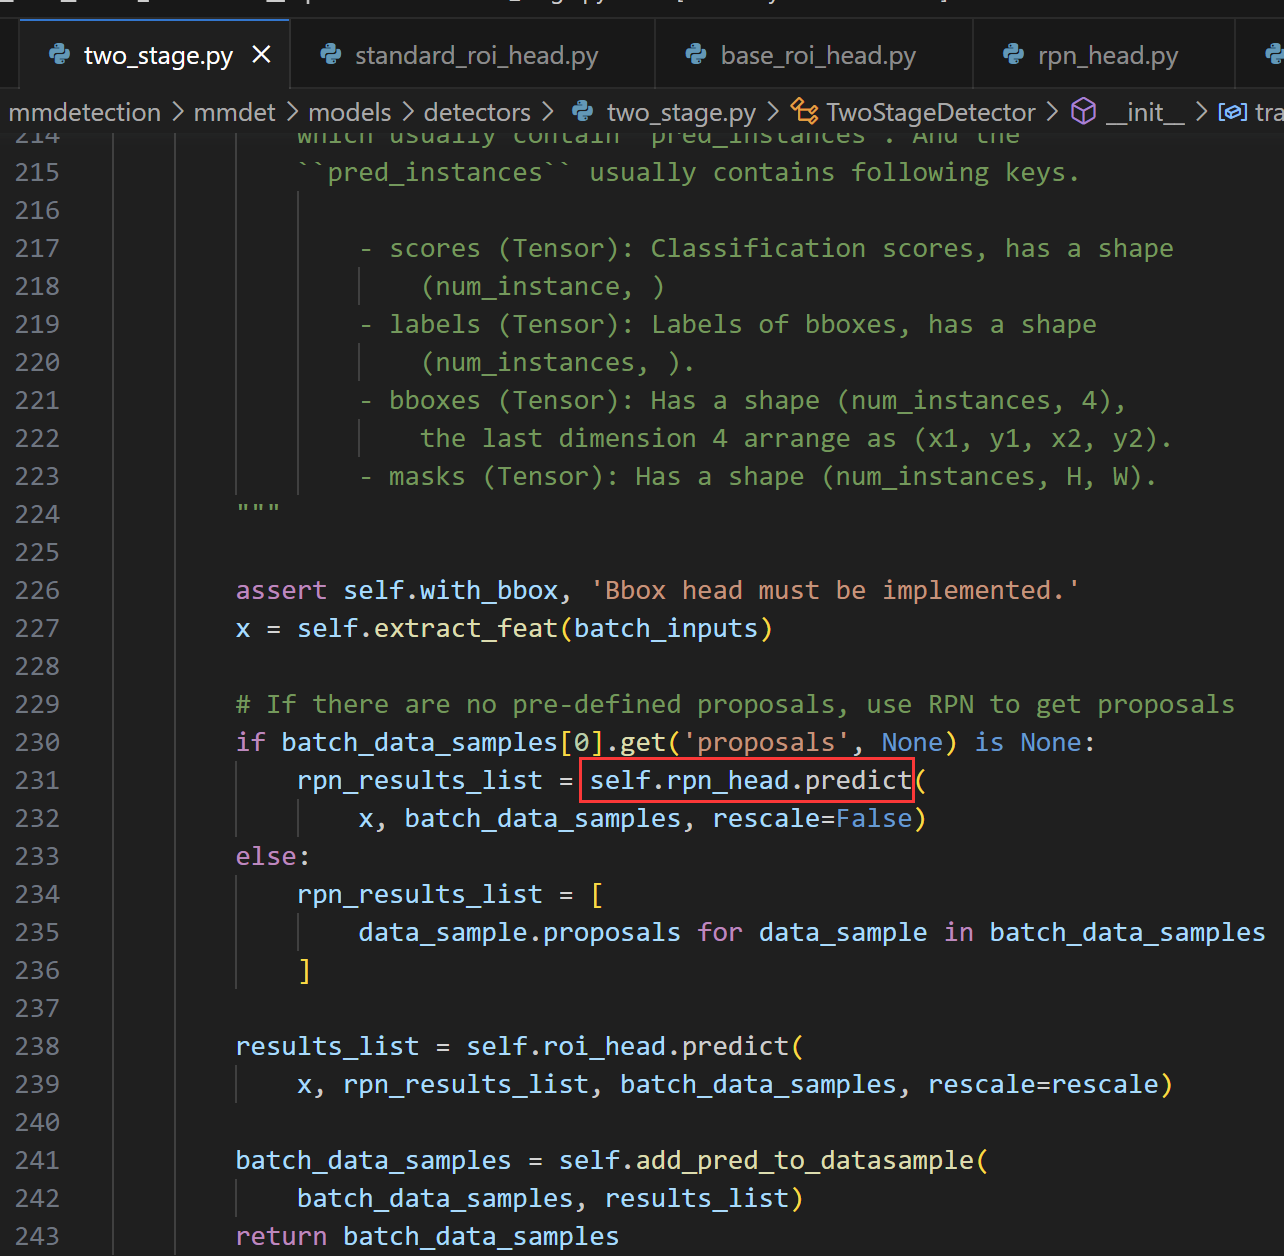 two_stage.py
standard_roi_head.py
base_roi_head.py
rpn_head.py
mmdetection > mmdet > models > detectors > two_stage.py > TwoStageDetector > __init__ > tra
214 which usually contain `pred_instances`. And the
215 ``pred_instances`` usually contains following keys.
216
217 - scores (Tensor): Classification scores, has a shape
218 (num_instance, )
219 - labels (Tensor): Labels of bboxes, has a shape
220 (num_instances, ).
221 - bboxes (Tensor): Has a shape (num_instances, 4),
222 the last dimension 4 arrange as (x1, y1, x2, y2).
223 - masks (Tensor): Has a shape (num_instances, H, W).
224 """
225
226 assert self.with_bbox, 'Bbox head must be implemented.'
227 x = self.extract_feat(batch_inputs)
228
229 # If there are no pre-defined proposals, use RPN to get proposals
230 if batch_data_samples[0].get('proposals', None) is None:
231 rpn_results_list = self.rpn_head.predict(
232 x, batch_data_samples, rescale=False)
233 else:
234 rpn_results_list = [
235 data_sample.proposals for data_sample in batch_data_samples
236 ]
237
238 results_list = self.roi_head.predict(
239 x, rpn_results_list, batch_data_samples, rescale=rescale)
240
241 batch_data_samples = self.add_pred_to_datasample(
242 batch_data_samples, results_list)
243 return batch_data_samples